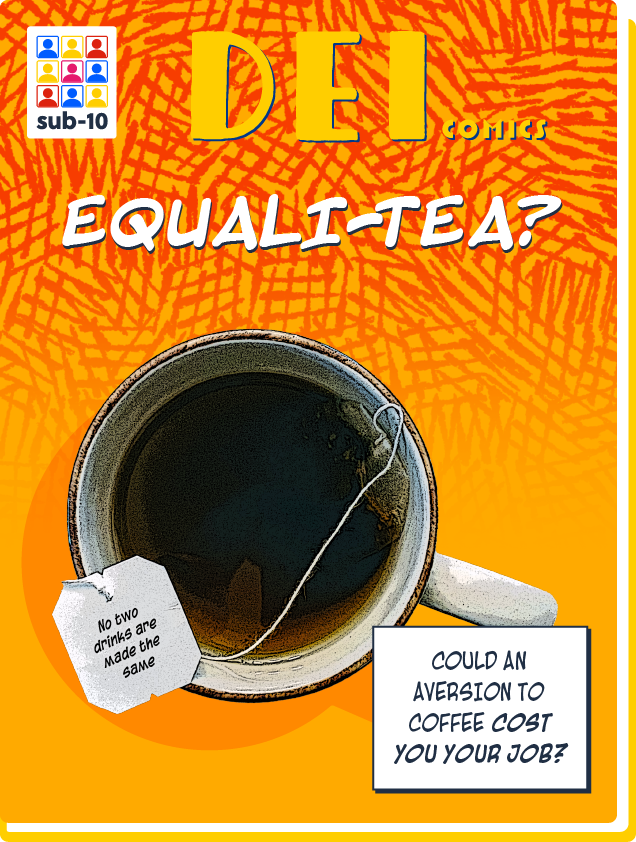 sub-10
DEI COMICS
EQUALI-TEA?
No two
drinks are
made the
same
COULD AN
AVERSION TO
COFFEE COST
YOU YOUR JOB?